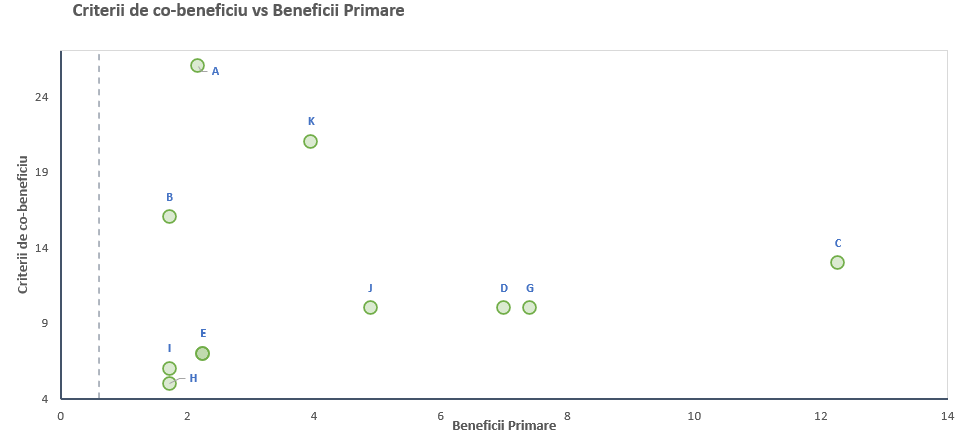 Criterii de co-beneficiu vs Beneficii Primare
A
24
K
19
B
Criterii de co-beneficiu
14
C
J
D
G
9
E
I
H
4
0
2
4
6
8
10
12
14
Beneficii Primare